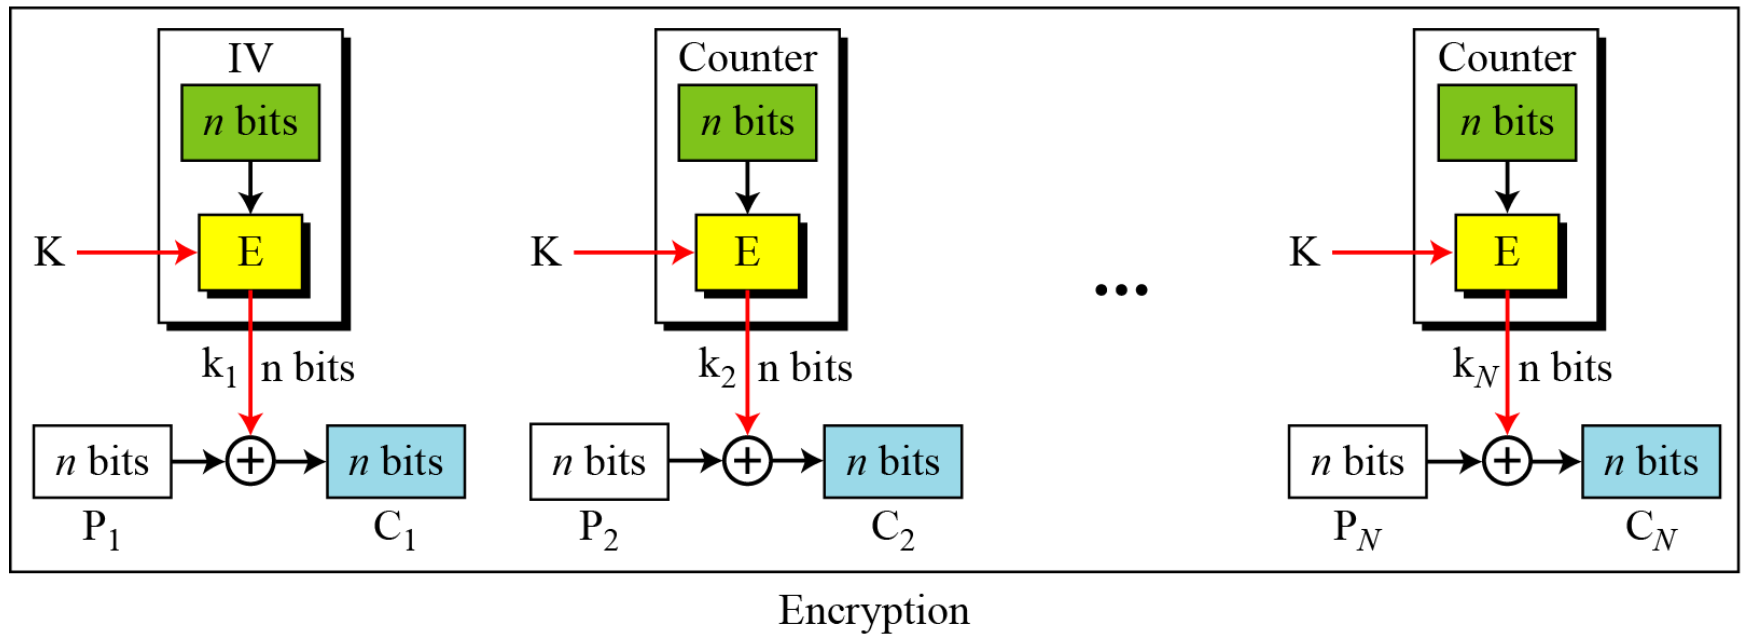 IV Counter Counter
n bits n bits n bits
K E K E ... K E
k1 n bits k2 n bits kN n bits
n bits + n bits n bits + n bits n bits + n bits
P1 C1 P2 C2 PN CN
Encryption